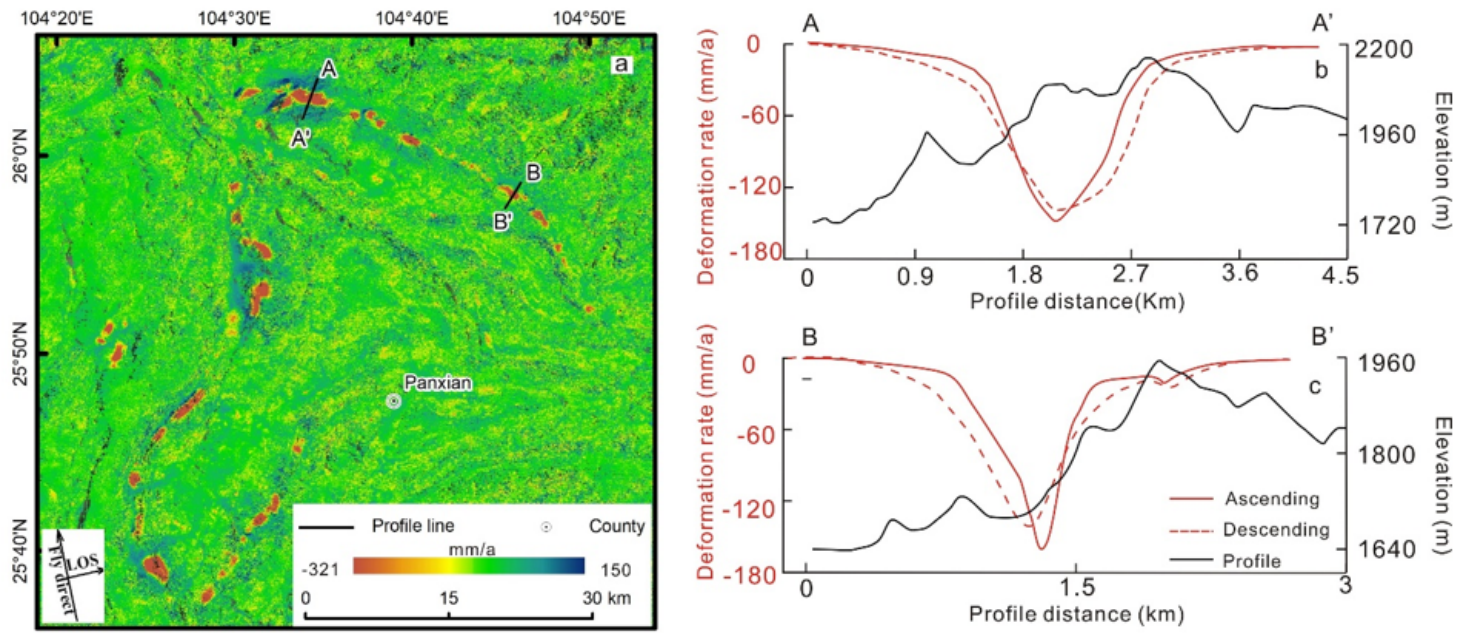 104°20'E
104°30'E
104°40'E
104°50'E
26°0'N
25°50'N
25°40'N
a
A
A'
B
B'
Panxian
Profile line
County
mm/a
-321
150
0
15
30 km
Fly direct
LOS
A
A'
b
Deformation rate (mm/a)
0
-60
-120
-180
2200
1960
1720
Elevation (m)
0
0.9
1.8
2.7
3.6
4.5
Profile distance(Km)
B
B'
c
Deformation rate (mm/a)
0
-60
-120
-180
1960
1800
1640
Elevation (m)
Ascending
Descending
Profile
0
1.5
3
Profile distance (km)